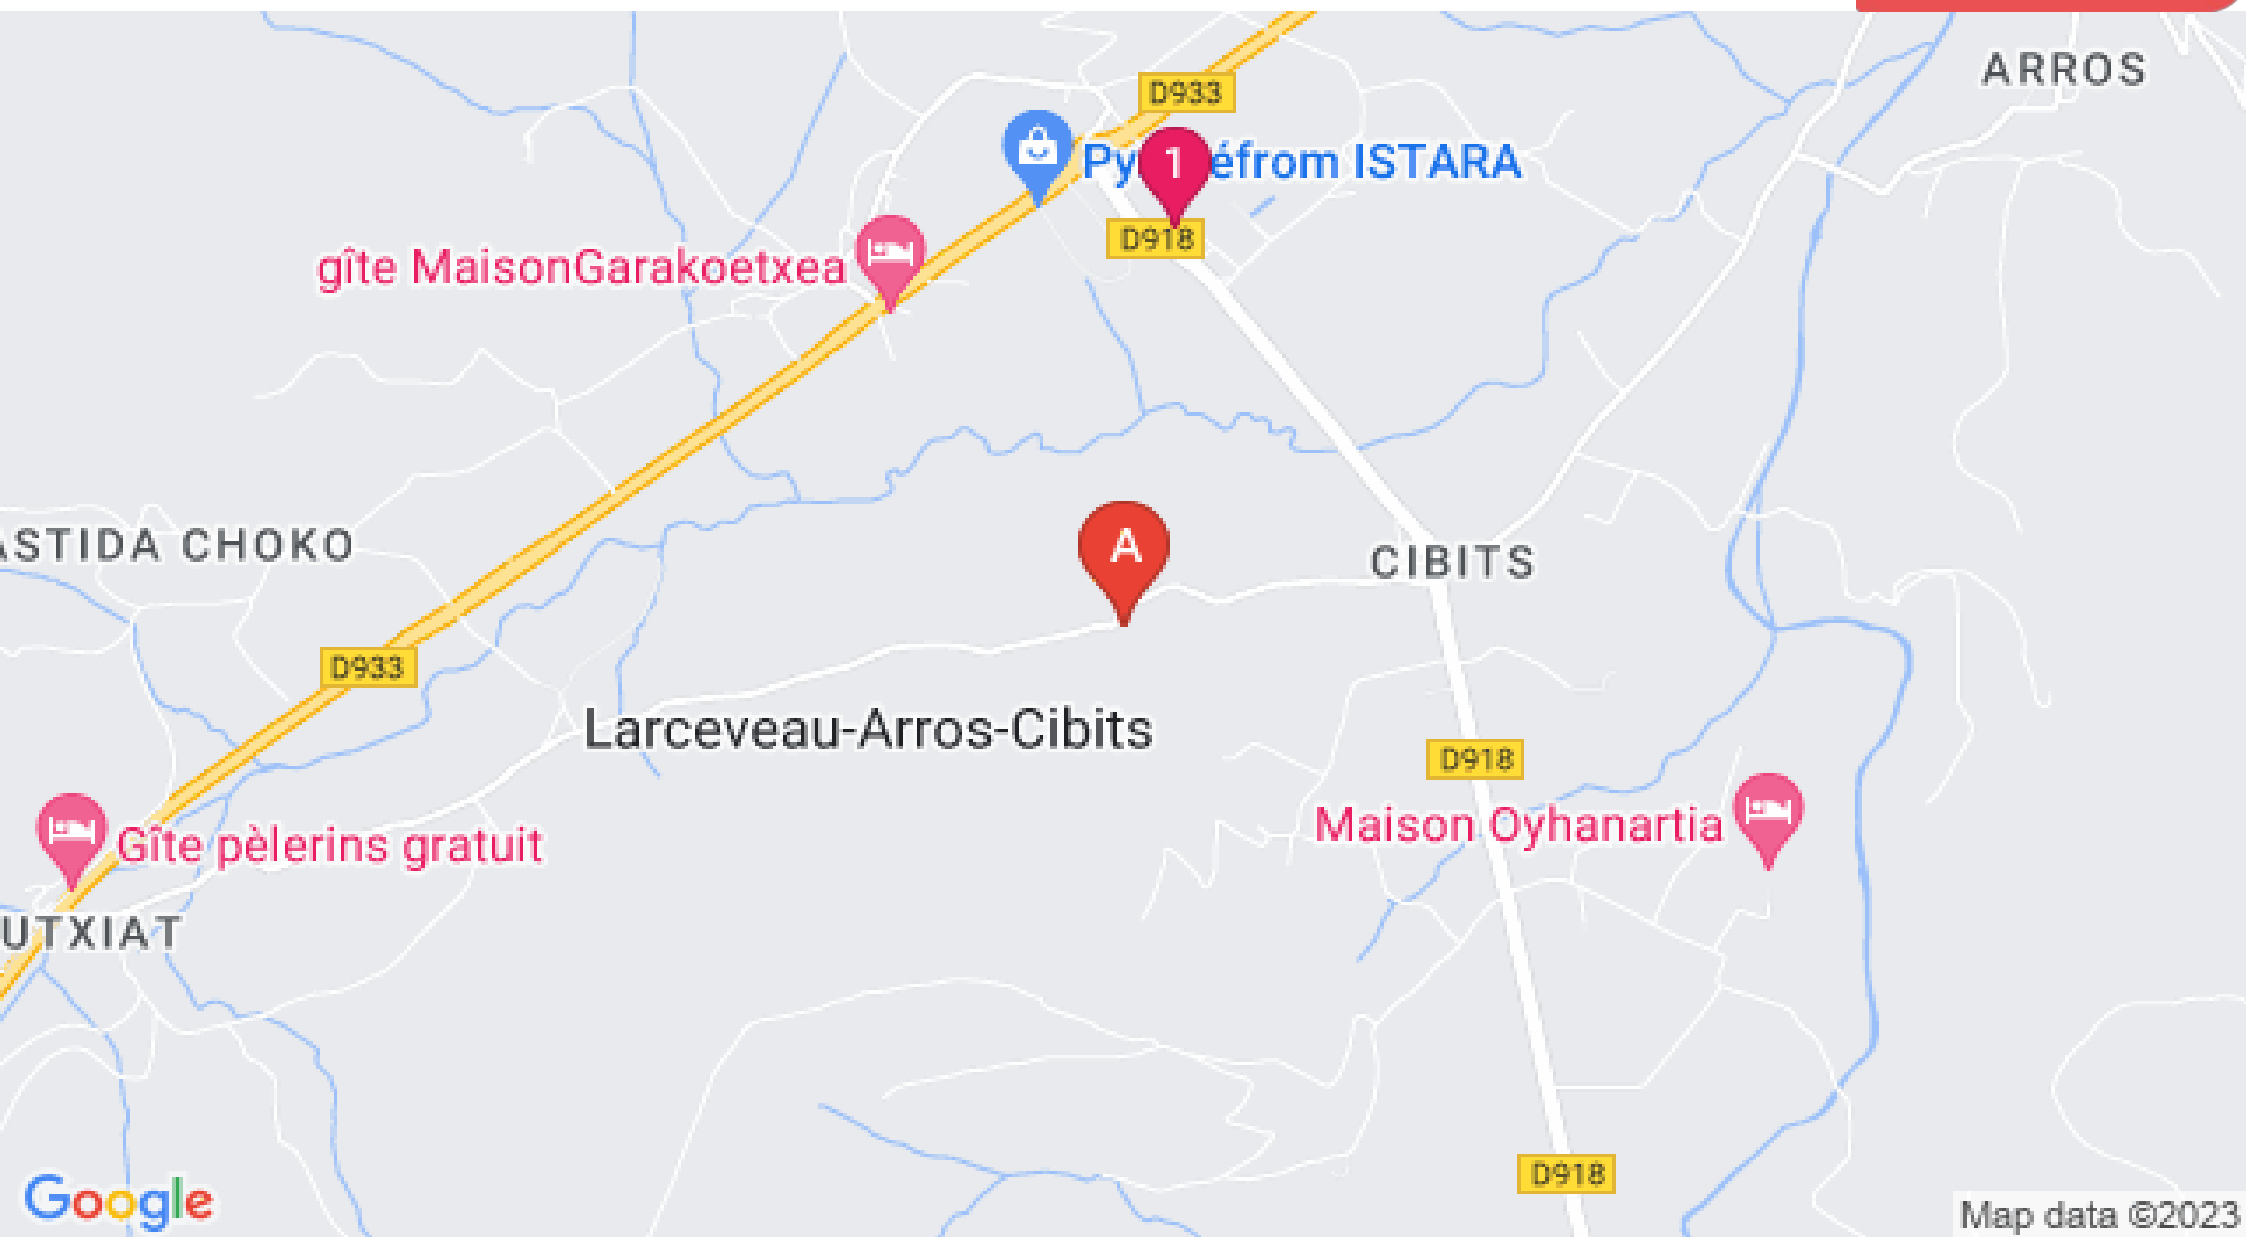 ARROS
D933
1
éfrom ISTARA
D918
gîte MaisonGarakoetxea
A
CIBITS
ASTIDA CHOKO
D933
Larceveau-Arros-Cibits
D918
Maison Oyhanartia
Gîte pèlerins gratuit
UTXIAT
D918
Google
Map data ©2023